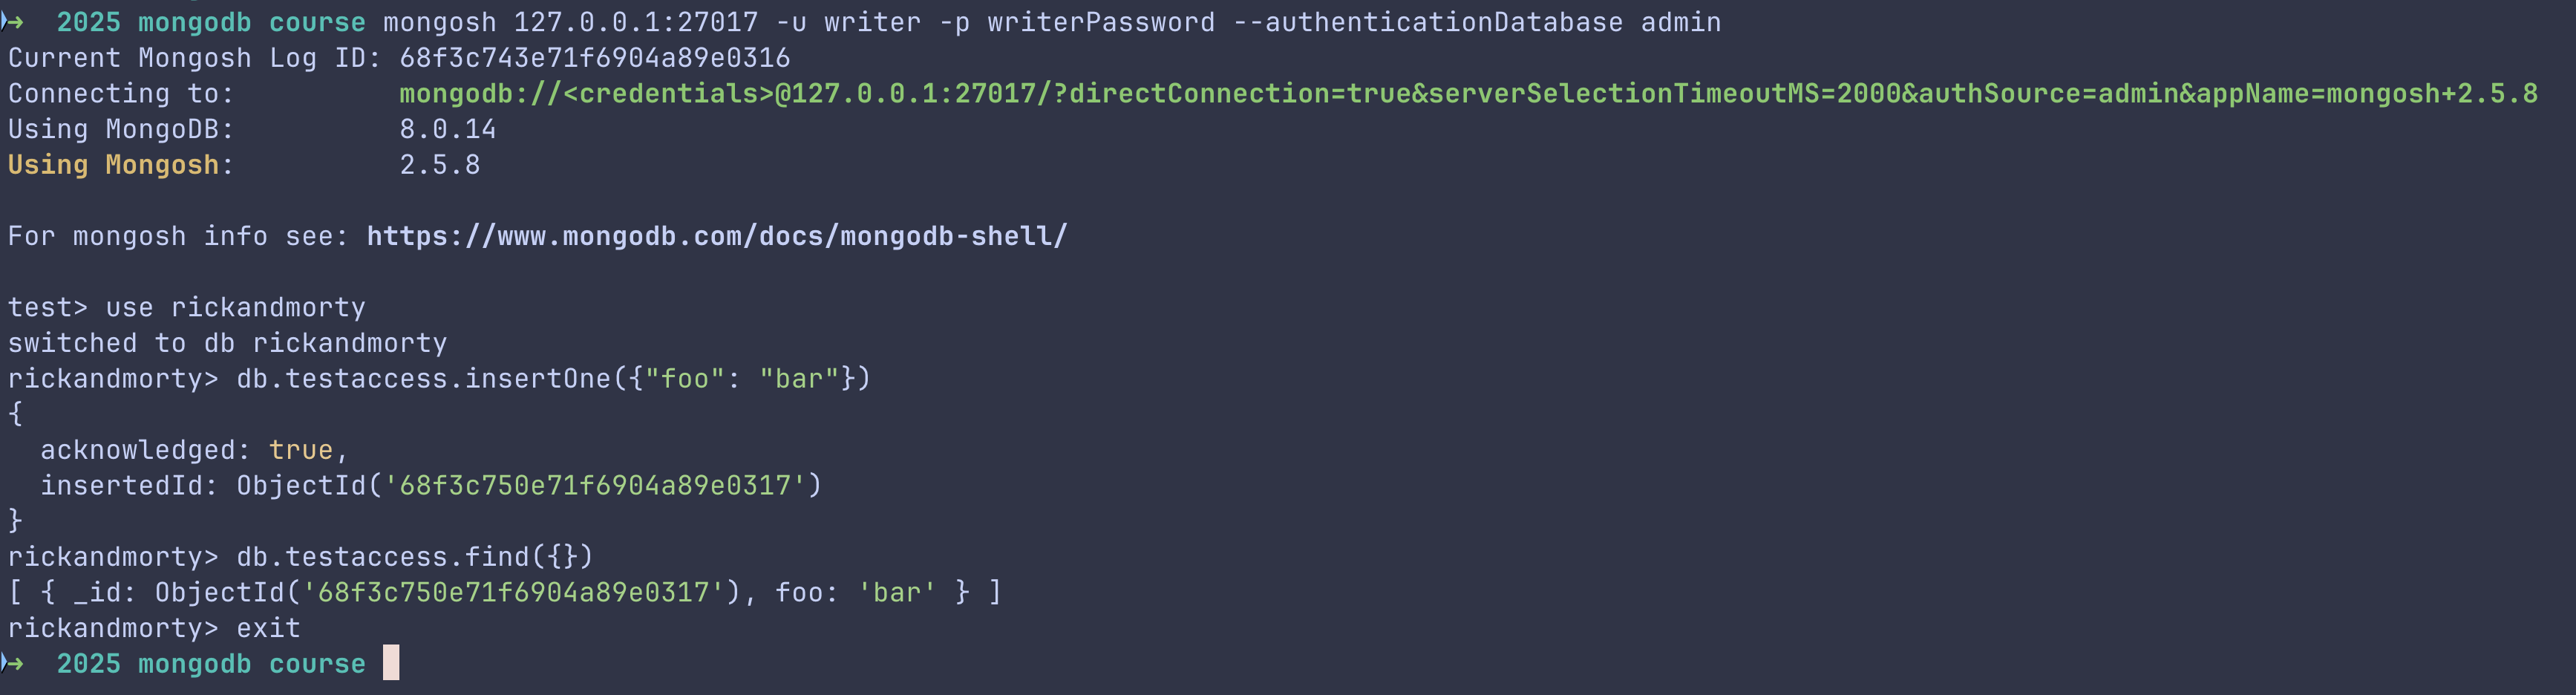 → 2025 mongodb course mongosh 127.0.0.1:27017 -u writer -p writerPassword --authenticationDatabase admin
Current Mongosh Log ID: 68f3c743e71f6904a89e0316
Connecting to: mongodb://<credentials>@127.0.0.1:27017/?directConnection=true&serverSelectionTimeoutMS=2000&authSource=admin&appName=mongosh+2.5.8
Using MongoDB: 8.0.14
Using Mongosh: 2.5.8
For mongosh info see: https://www.mongodb.com/docs/mongodb-shell/
test> use rickandmorty
switched to db rickandmorty
rickandmorty> db.testaccess.insertOne({"foo": "bar"})
{
  acknowledged: true,
  insertedId: ObjectId('68f3c750e71f6904a89e0317')
}
rickandmorty> db.testaccess.find({})
[ { _id: ObjectId('68f3c750e71f6904a89e0317'), foo: 'bar' } ]
rickandmorty> exit
→ 2025 mongodb course